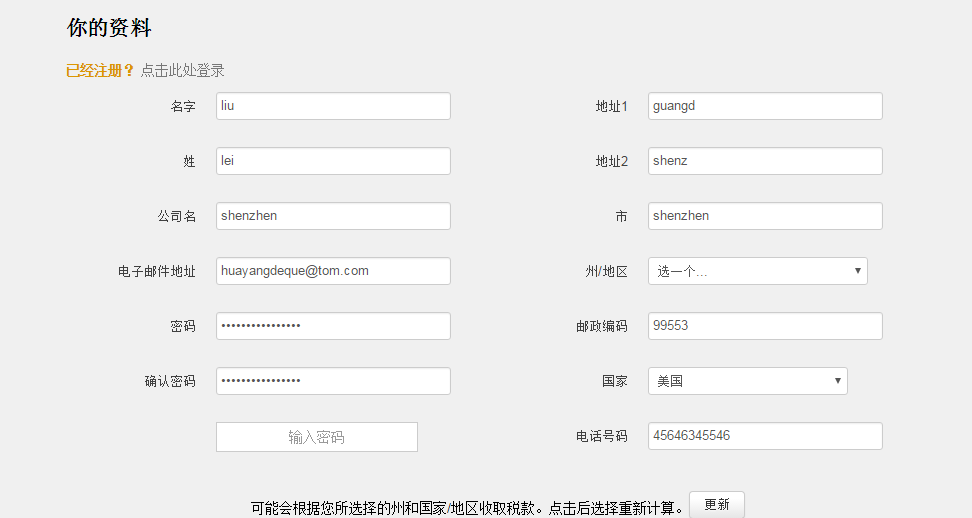 你的资料
已经注册？ 点击此处登录
名字 liu 地址1 guangd
姓 lei 地址2 shenz
公司名 shenzhen 市 shenzhen
电子邮件地址 huayangdeque@tom.com 州/地区 选一个...
密码 •••••••••••••••• 邮政编码 99553
确认密码 •••••••••••••••• 国家 美国
输入密码 电话号码 45646345546
可能会根据您所选择的州和国家/地区收取税款。点击后选择重新计算。 更新